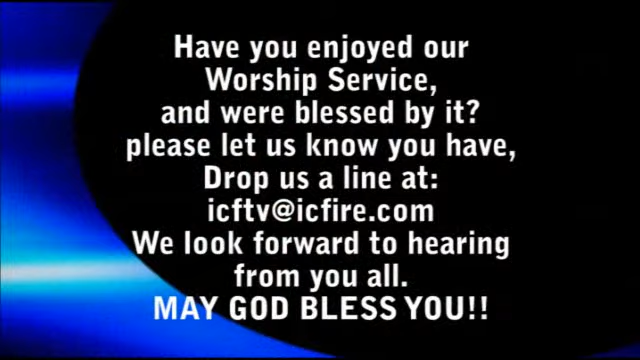 Have you enjoyed our
Worship Service,
and were blessed by it?
please let us know you have,
Drop us a line at:
icftv@icfire.com
We look forward to hearing
from you all.
MAY GOD BLESS YOU!!